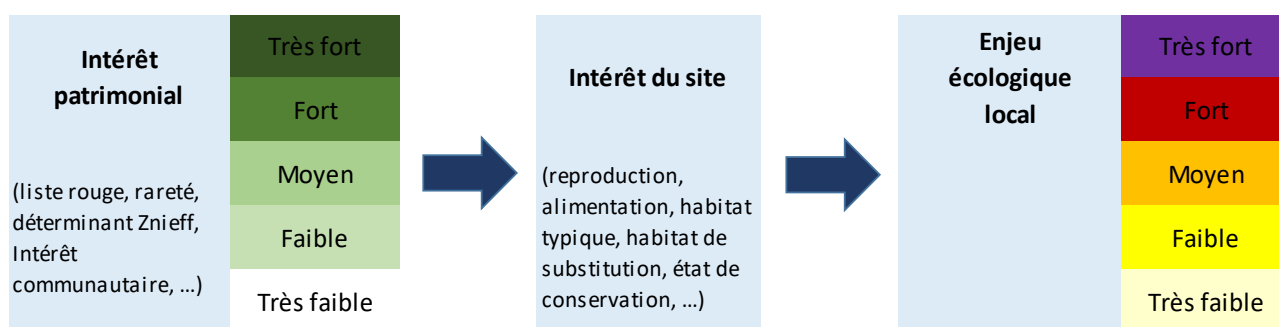 Intérêt
patrimonial
(liste rouge, rareté,
déterminant Znieff,
Intérêt
communautaire, ...)
Très fort
Fort
Moyen
Faible
Très faible
Intérêt du site
(reproduction,
alimentation, habitat
typique, habitat de
substitution, état de
conservation, ...)
Enjeu
écologique
local
Très fort
Fort
Moyen
Faible
Très faible